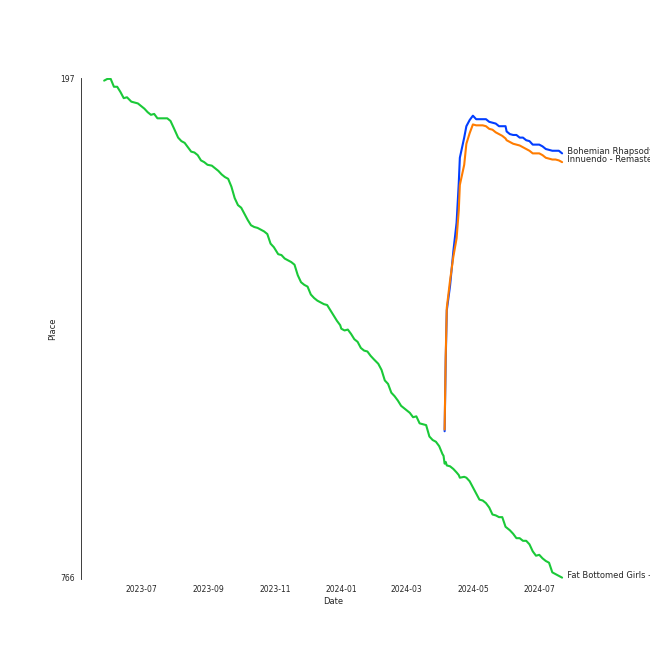 197
Bohemian Rhapsod
Innuendo - Remaste
Place
766
Fat Bottomed Girls -
2023-07 2023-09 2023-11 2024-01 2024-03 2024-05 2024-07
Date